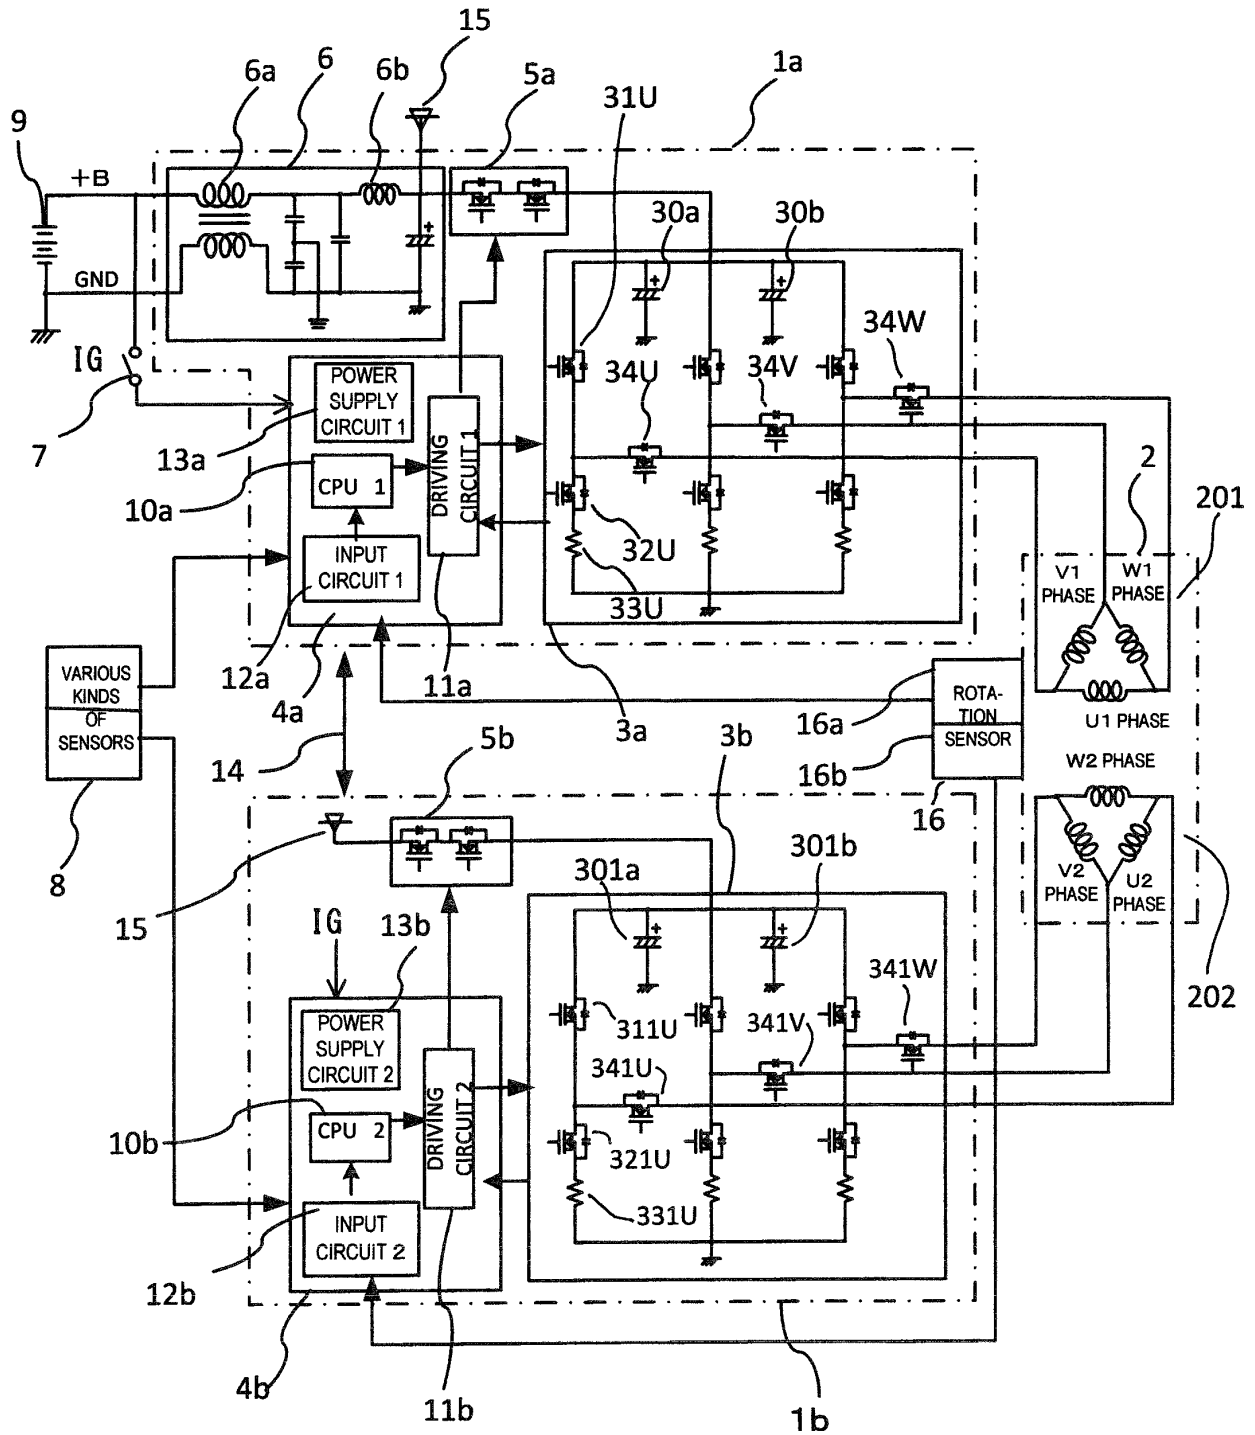 15
6a
6
6b
5a
1a
31U
9
+B
30a
30b
GND
34W
IG
34U
34V
POWER
SUPPLY
CIRCUIT 1
7
13a
DRIVING
CIRCUIT 1
2
CPU 1
10a
201
32U
INPUT
CIRCUIT 1
33U
V1
PHASE
W1
PHASE
12a
4a
11a
VARIOUS
KINDS
OF
SENSORS
3a
16a
ROTA-
TION
SENSOR
U1 PHASE
14
5b
3b
16b
W2 PHASE
16
8
15
301a
301b
V2
PHASE
U2
PHASE
IG
13b
341W
202
POWER
SUPPLY
CIRCUIT 2
311U
341V
341U
DRIVING
CIRCUIT 2
CPU 2
10b
321U
INPUT
CIRCUIT 2
331U
12b
4b
11b
1b